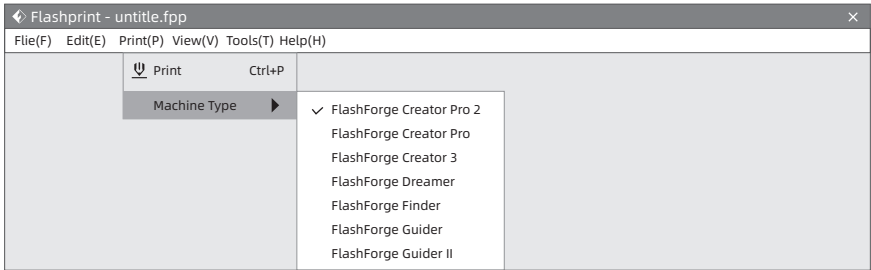 Flashprint - untitle.fpp
Flie(F) Edit(E) Print(P) View(V) Tools(T) Help(H)
Print Ctrl+P
Machine Type
FlashForge Creator Pro 2
FlashForge Creator Pro
FlashForge Creator 3
FlashForge Dreamer
FlashForge Finder
FlashForge Guider
FlashForge Guider II